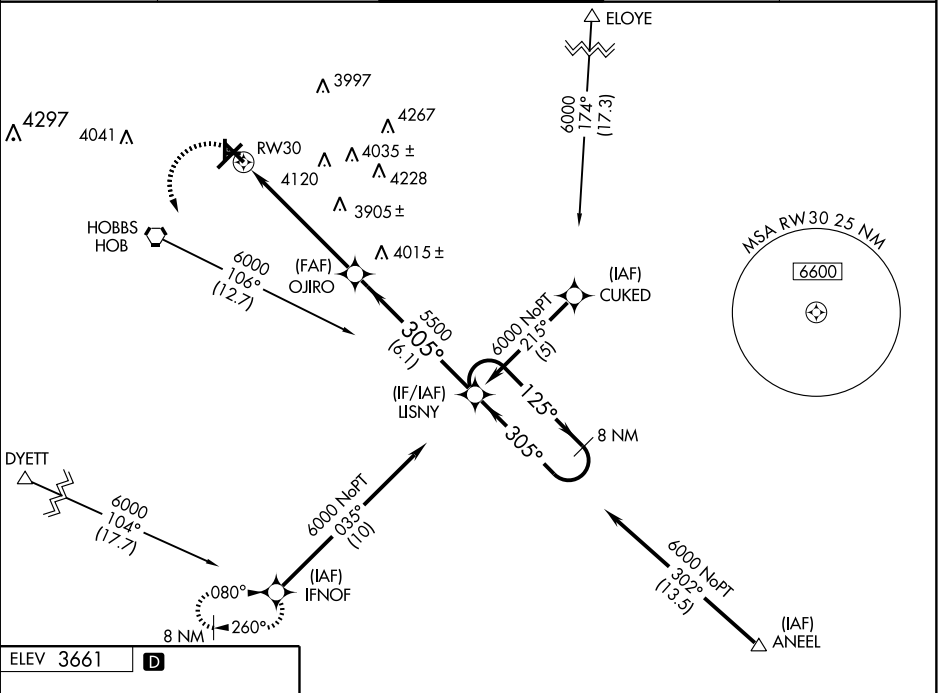 ELOYE
6000
174°
(17.3)
3997
4297
4041
4267
RW30
4035 ±
4120
4228
3905 ±
HOBBS
HOB
4015 ±
6000
106°
(12.7)
(FAF)
OJIRO
MSA RW30 25 NM
6600
(IAF)
CUKED
6000 NoPT
215°
(5)
5500
305°
(6.1)
(IF/IAF)
LISNY
125°
305°
8 NM
DYETT
6000
104°
(17.7)
6000 NoPT
035°
(10)
6000 NoPT
302°
(13.5)
(IAF)
IFNOF
080°
260°
8 NM
(IAF)
ANEEL
ELEV 3661
D